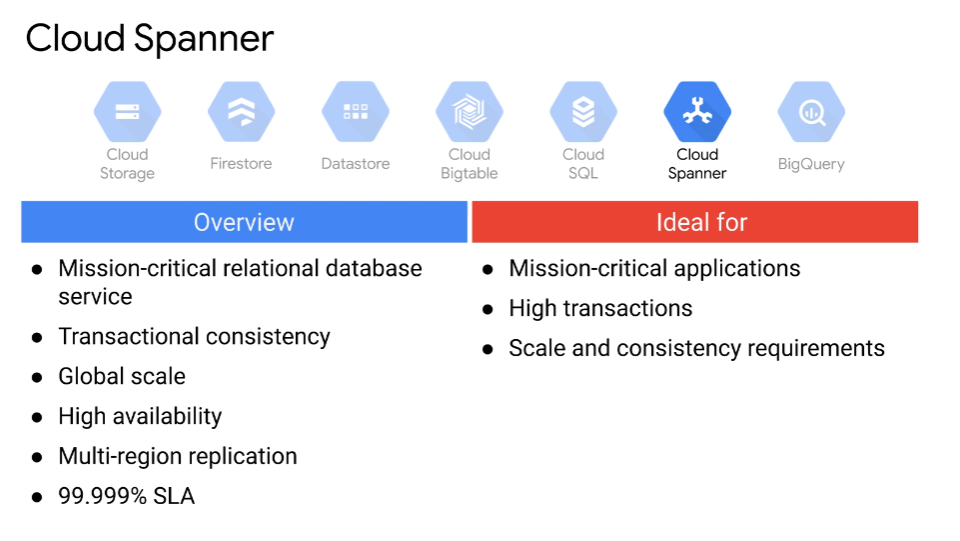 Cloud Spanner
Cloud
Storage
Firestore
Datastore
Cloud
Bigtable
Cloud
SQL
Cloud
Spanner
BigQuery
Overview
● Mission-critical relational database
service
● Transactional consistency
● Global scale
● High availability
● Multi-region replication
● 99.999% SLA
Ideal for
● Mission-critical applications
● High transactions
● Scale and consistency requirements